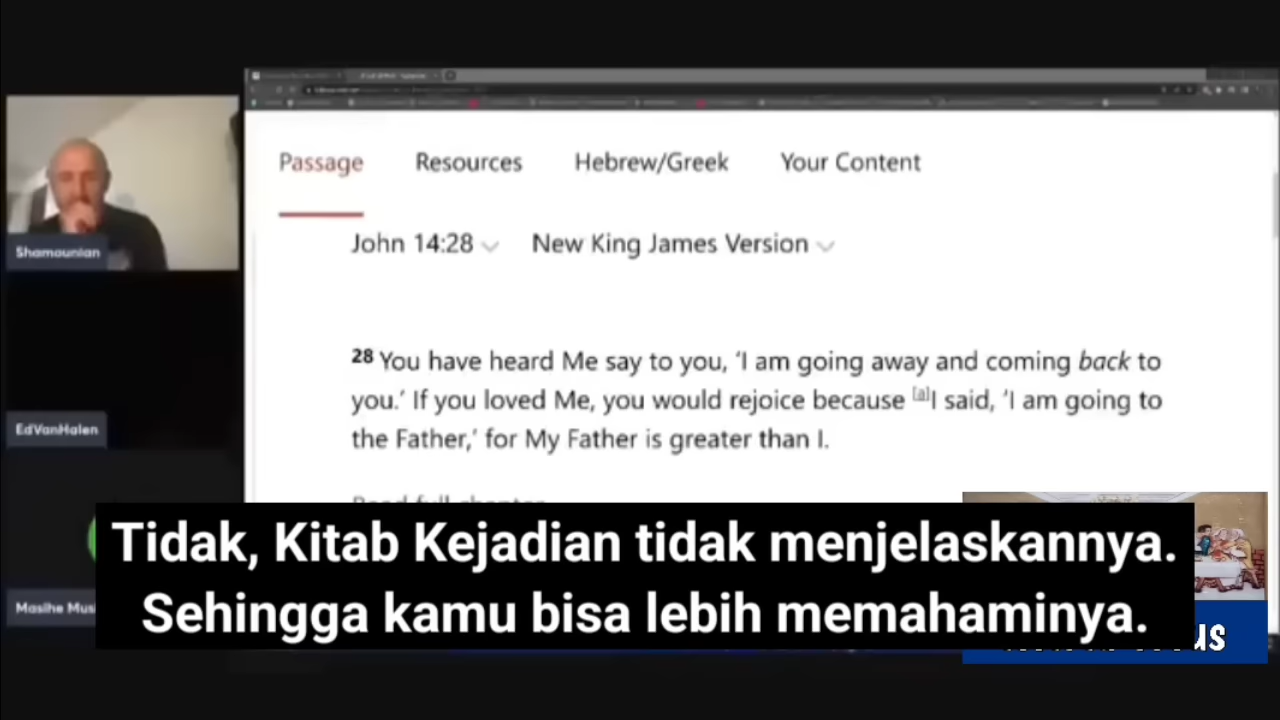 Passage Resources Hebrew/Greek Your Content
John 14:28 New King James Version
28 You have heard Me say to you, ‘I am going away and coming back to
you.’ If you loved Me, you would rejoice because [a]I said, ‘I am going to
the Father,’ for My Father is greater than I.
Shamounian
EdVanHalen
Masihe Mus
Tidak, Kitab Kejadian tidak menjelaskannya.
Sehingga kamu bisa lebih memahaminya.